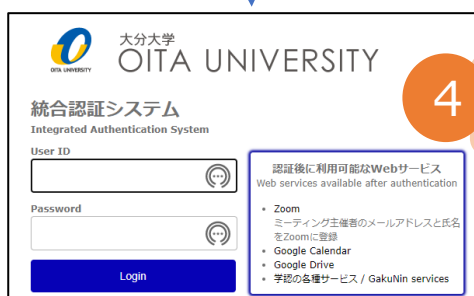 大分大学
OITA UNIVERSITY
OITA UNIVERSITY
4
統合認証システム
Integrated Authentication System
User ID
Password
Login
認証後に利用可能なWebサービス
Web services available after authentication
• Zoom
ミーティング主催者のメールアドレスと氏名
をZoomに登録
• Google Calendar
• Google Drive
• 学認の各種サービス / GakuNin services